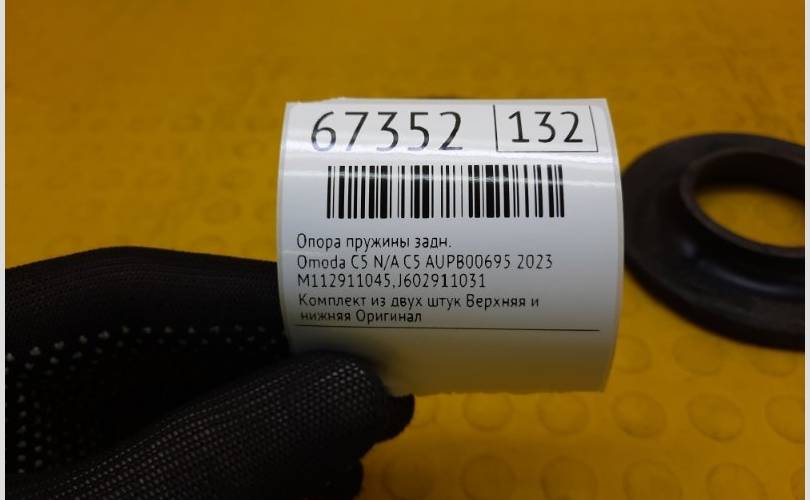 67352 132
Опора пружины задн.
Omoda C5 N/A C5 AUPB00695 2023
M112911045,J602911031
Комплект из двух штук Верхняя и
нижняя Оригинал